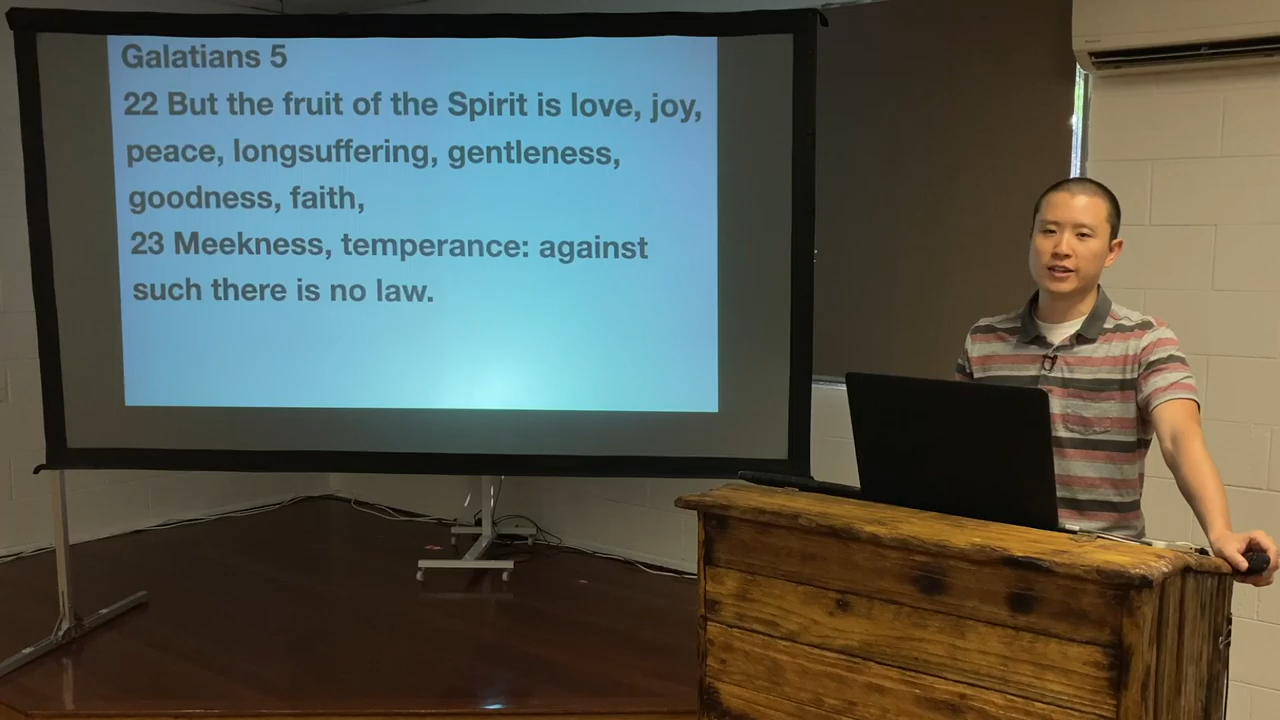 Galatians 5
22 But the fruit of the Spirit is love, joy,
peace, longsuffering, gentleness,
goodness, faith,
23 Meekness, temperance: against
such there is no law.